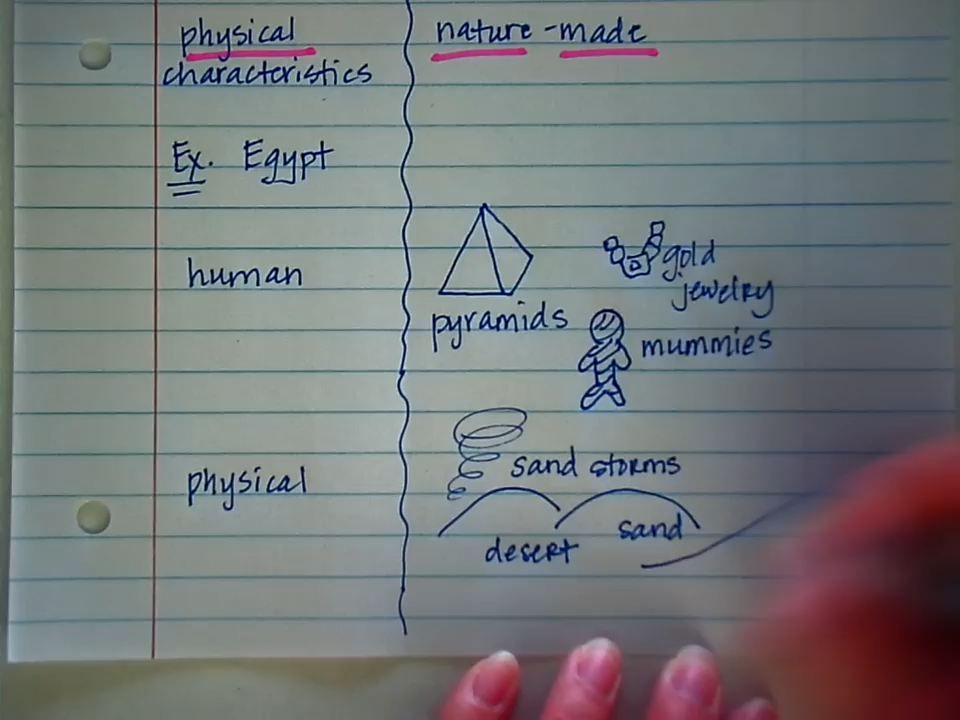 physical nature-made
characteristics
Ex. Egypt
human
gold
jewelry
pyramids
mummies
physical
sand storms
sand
desert